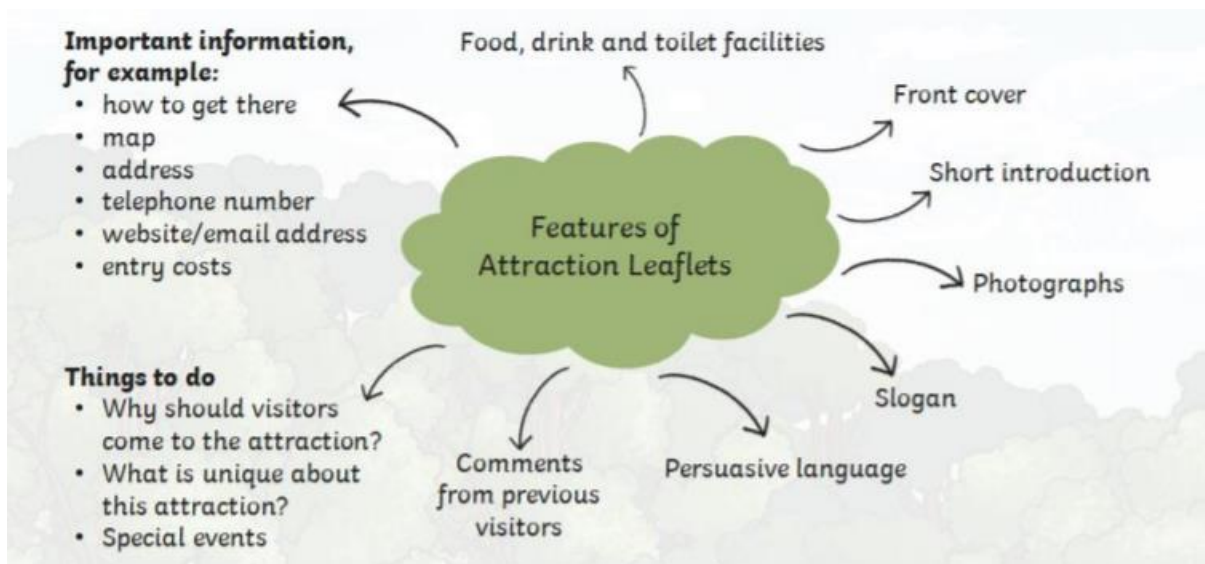 Important information,
for example:
• how to get there
• map
• address
• telephone number
• website/email address
• entry costs
Food, drink and toilet facilities
Front cover
Short introduction
Features of
Attraction Leaflets
Photographs
Slogan
Persuasive language
Comments
from previous
visitors
Things to do
• Why should visitors
come to the attraction?
• What is unique about
this attraction?
• Special events